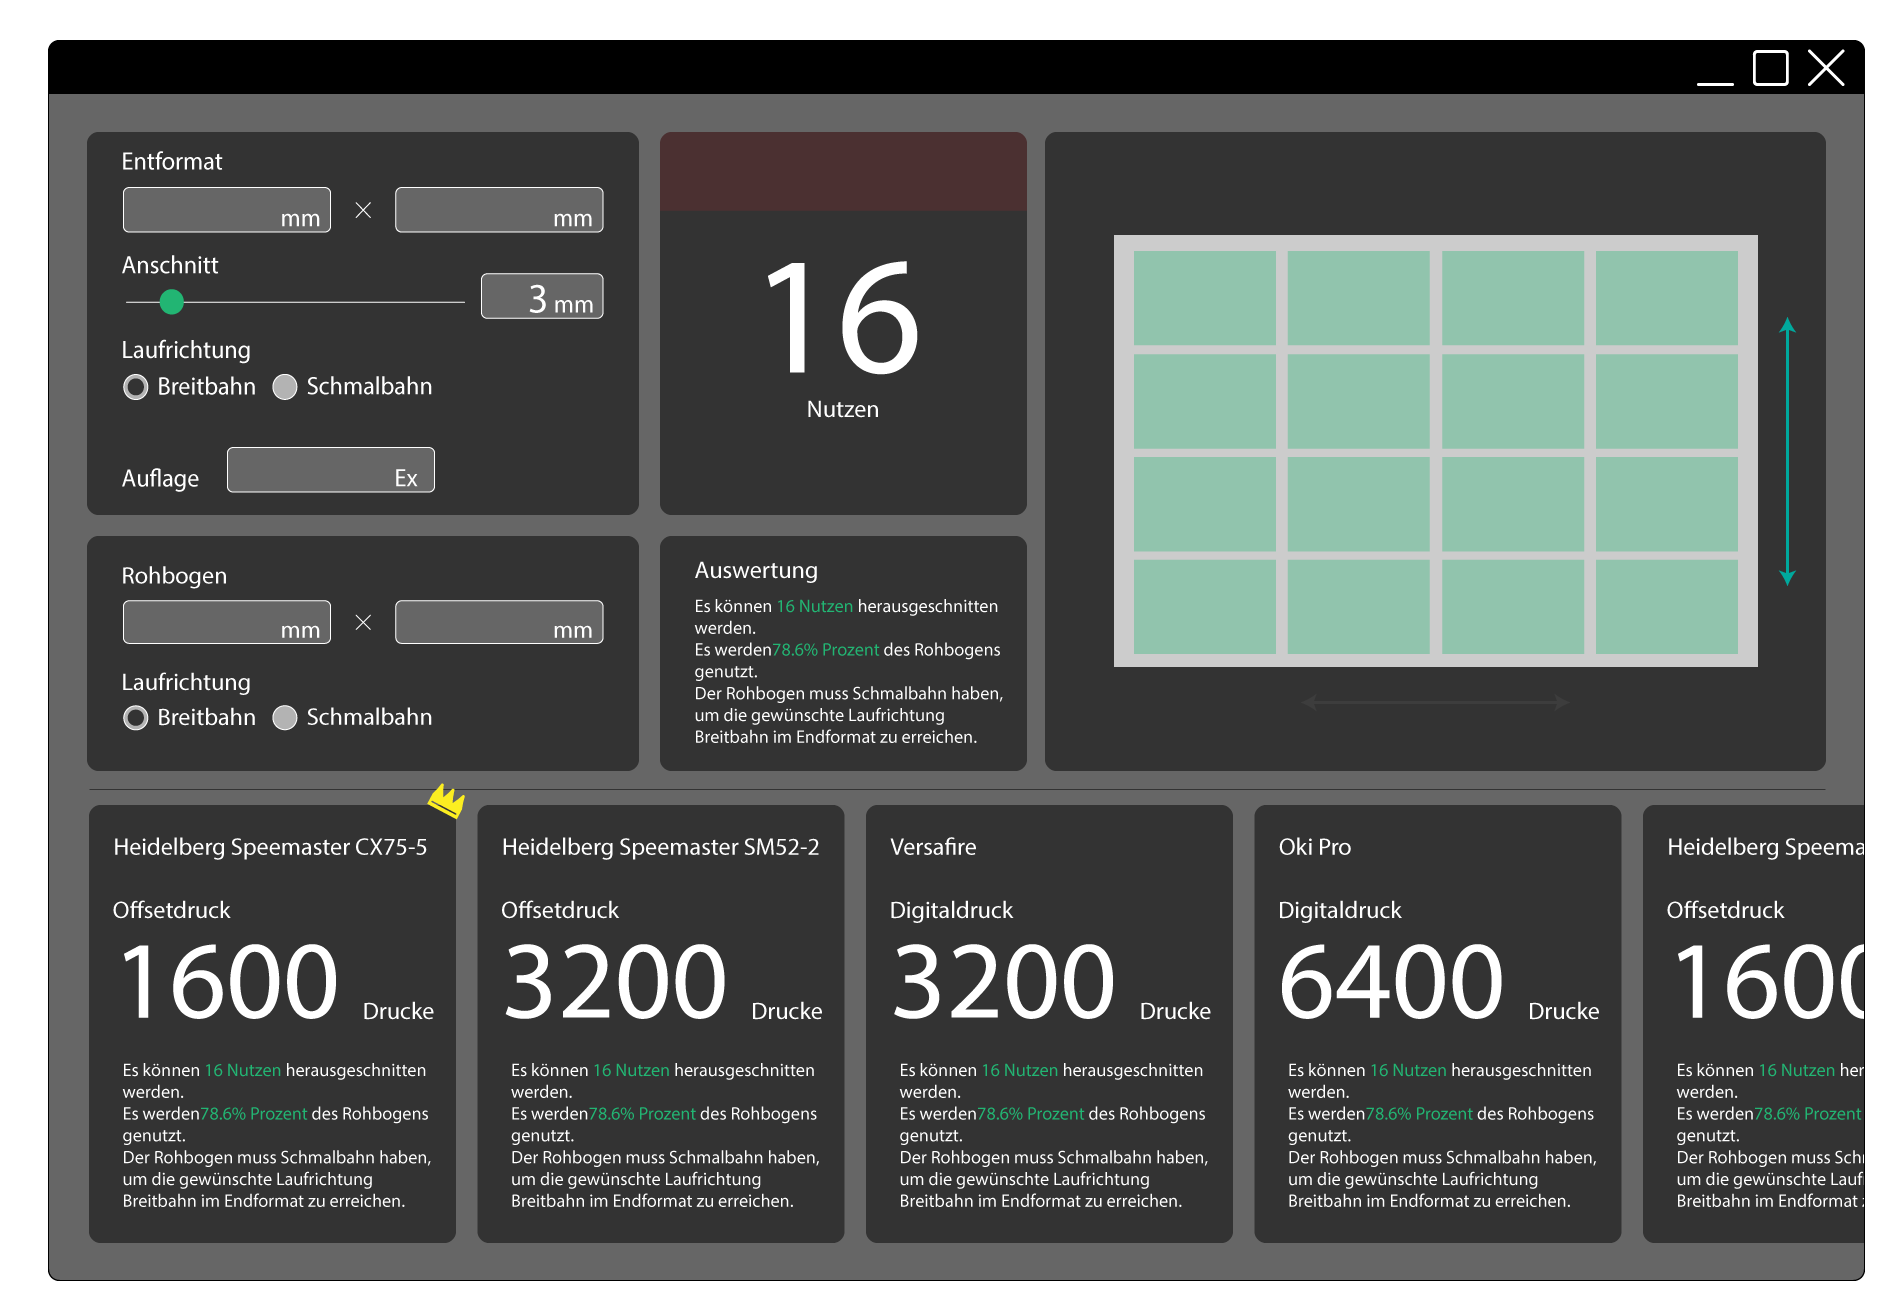 Entformat
mm × mm
Anschnitt
3 mm
Laufrichtung
Breitbahn Schmalbahn
Auflage Ex
16
Nutzen
Rohbogen
mm × mm
Laufrichtung
Breitbahn Schmalbahn
Auswertung
Es können 16 Nutzen herausgeschnitten
werden.
Es werden78.6% Prozent des Rohbogens
genutzt.
Der Rohbogen muss Schmalbahn haben,
um die gewünschte Laufrichtung
Breitbahn im Endformat zu erreichen.
Heidelberg Speemaster CX75-5
Offsetdruck
1600 Drucke
Es können 16 Nutzen herausgeschnitten
werden.
Es werden78.6% Prozent des Rohbogens
genutzt.
Der Rohbogen muss Schmalbahn haben,
um die gewünschte Laufrichtung
Breitbahn im Endformat zu erreichen.
Heidelberg Speemaster SM52-2
Offsetdruck
3200 Drucke
Es können 16 Nutzen herausgeschnitten
werden.
Es werden78.6% Prozent des Rohbogens
genutzt.
Der Rohbogen muss Schmalbahn haben,
um die gewünschte Laufrichtung
Breitbahn im Endformat zu erreichen.
Versafire
Digitaldruck
3200 Drucke
Es können 16 Nutzen herausgeschnitten
werden.
Es werden78.6% Prozent des Rohbogens
genutzt.
Der Rohbogen muss Schmalbahn haben,
um die gewünschte Laufrichtung
Breitbahn im Endformat zu erreichen.
Oki Pro
Digitaldruck
6400 Drucke
Es können 16 Nutzen herausgeschnitten
werden.
Es werden78.6% Prozent des Rohbogens
genutzt.
Der Rohbogen muss Schmalbahn haben,
um die gewünschte Laufrichtung
Breitbahn im Endformat zu erreichen.
Heidelberg Speema
Offsetdruck
1600
Es können 16 Nutzen her
werden.
Es werden78.6% Prozent
genutzt.
Der Rohbogen muss Sch
um die gewünschte Lauf
Breitbahn im Endformat